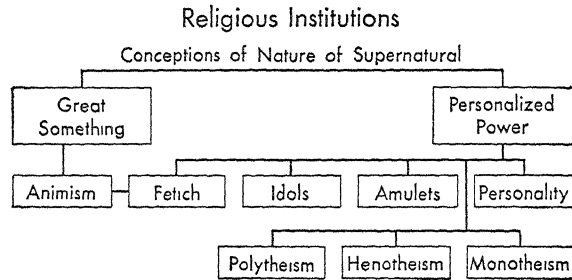 Religious Institutions
Conceptions of Nature of Supernatural
Great
Something
Personalized
Power
Animism
Fetich
Idols
Amulets
Personality
Polytheism
Henotheism
Monotheism